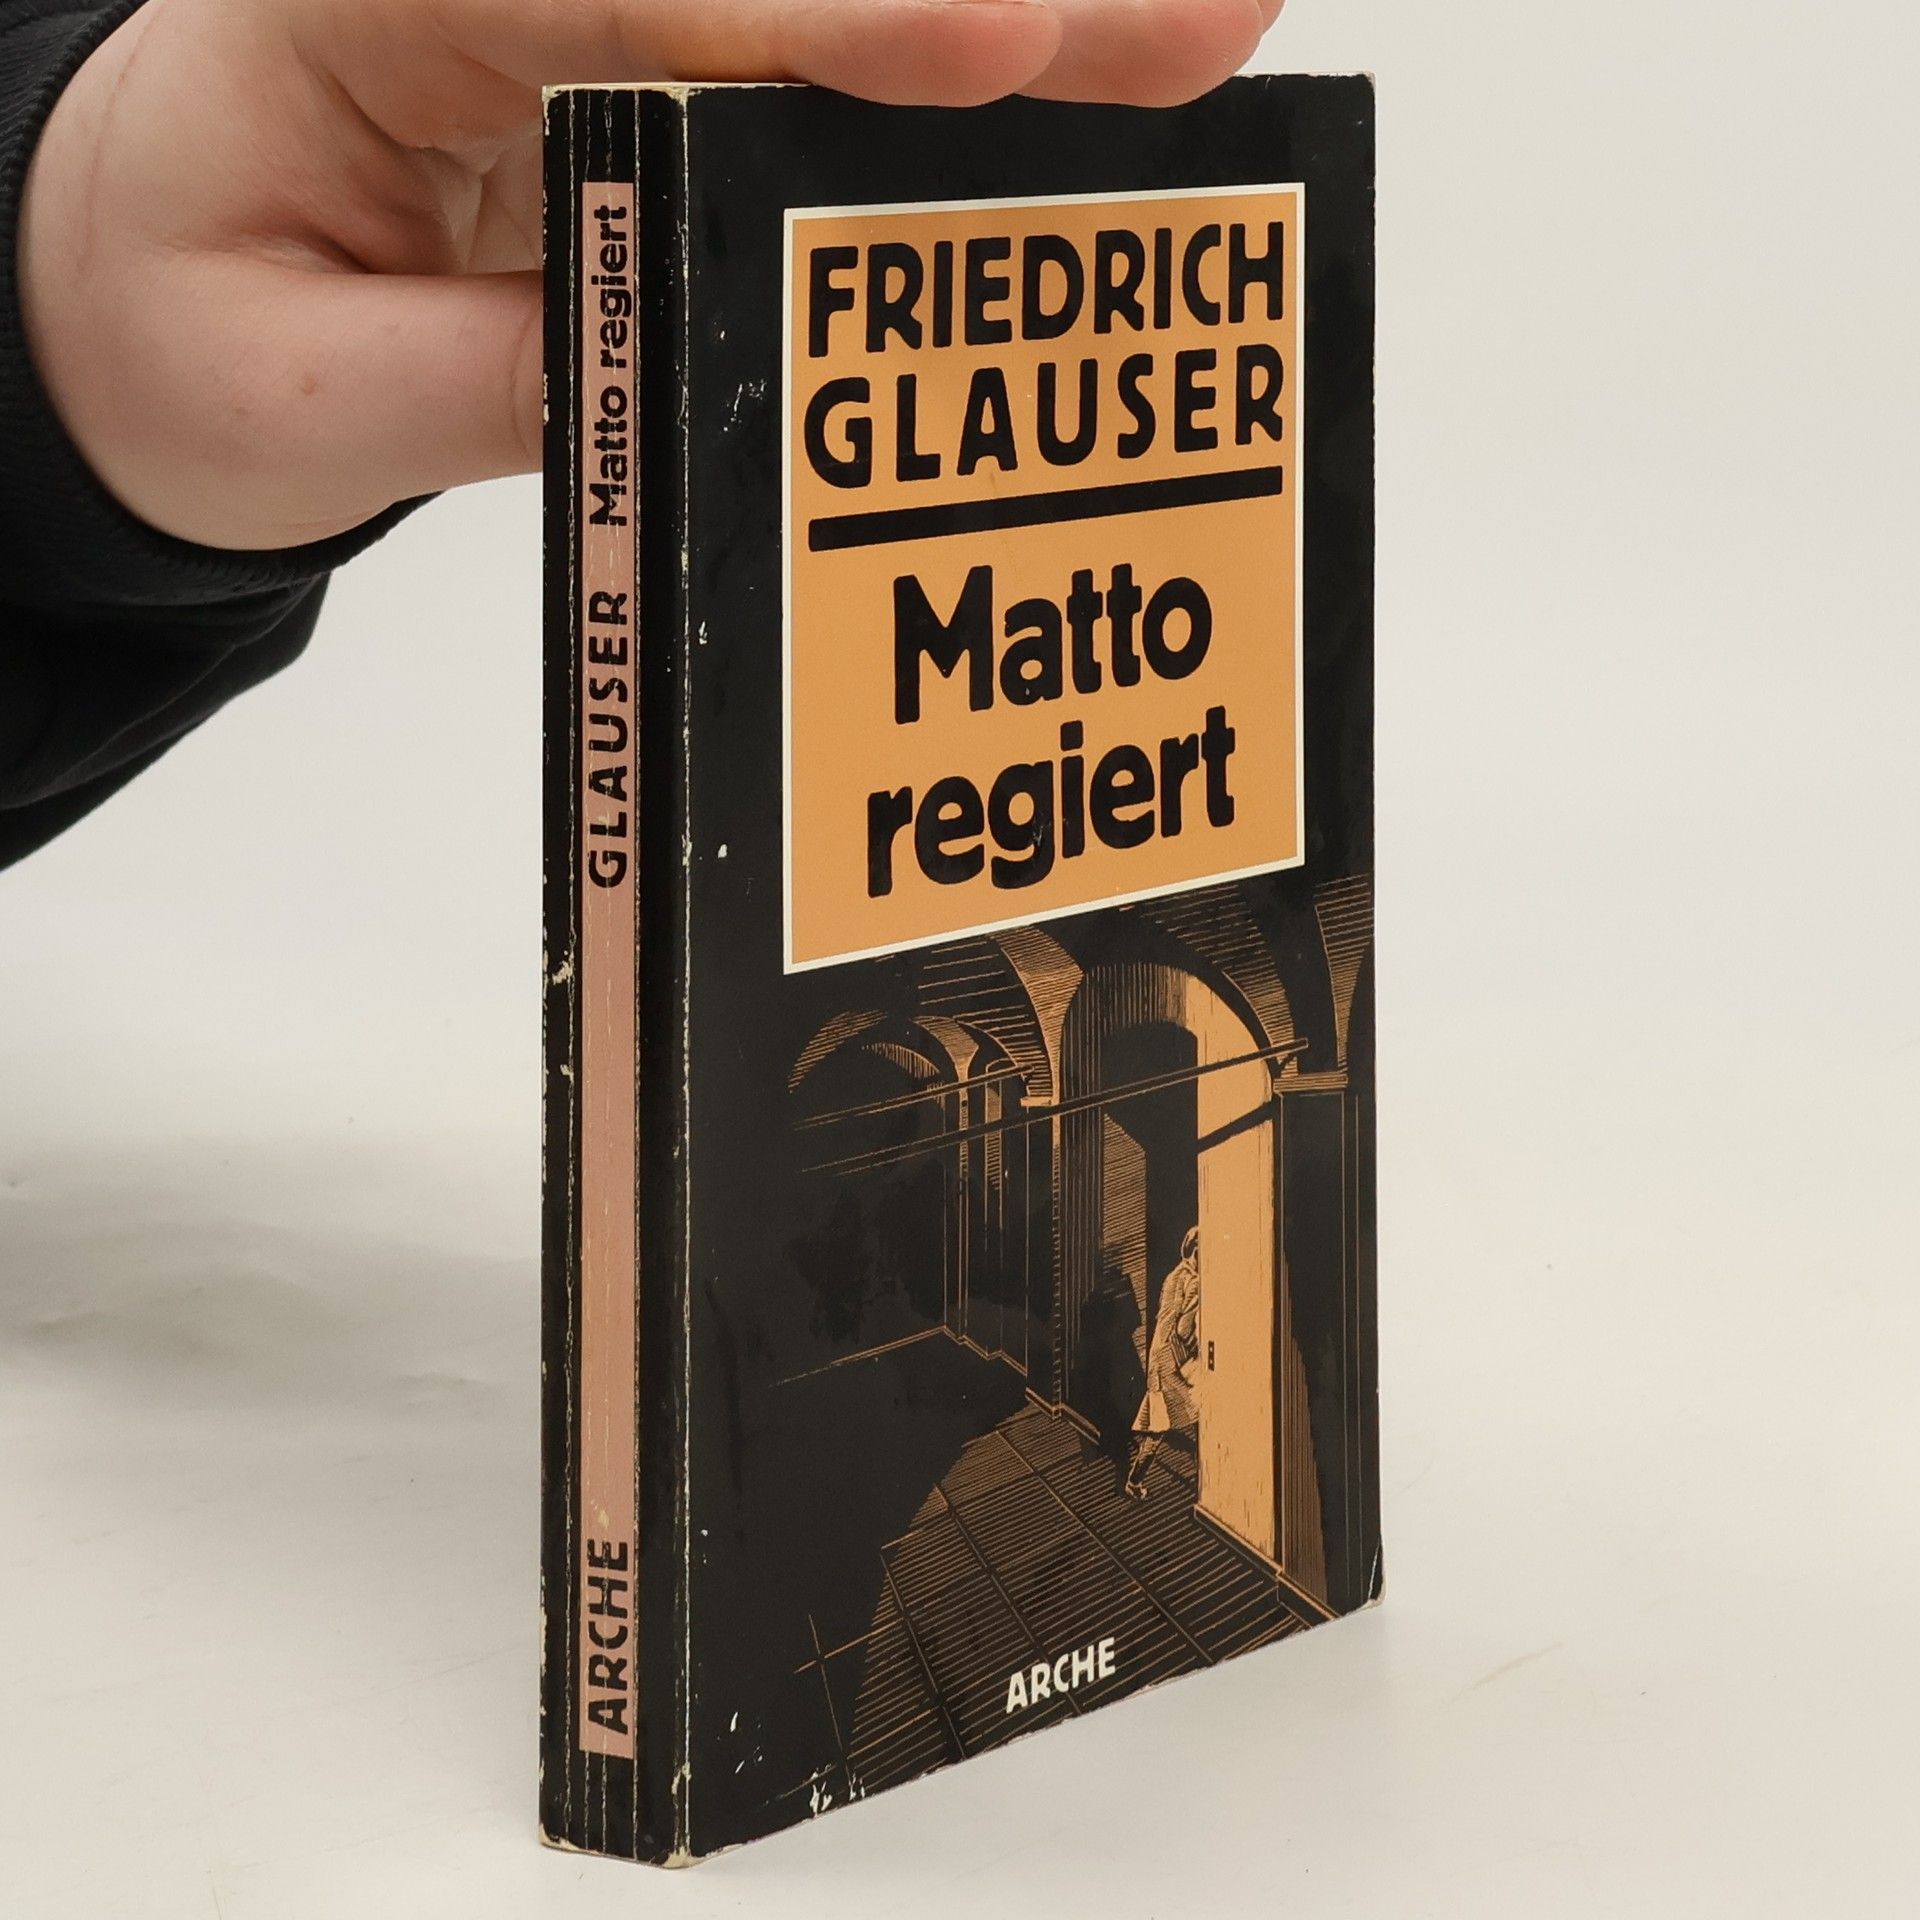 GLAUSER Matto regiert
ARCHE
FRIEDRICH
GLAUSER
Matto
regiert
ARCHE